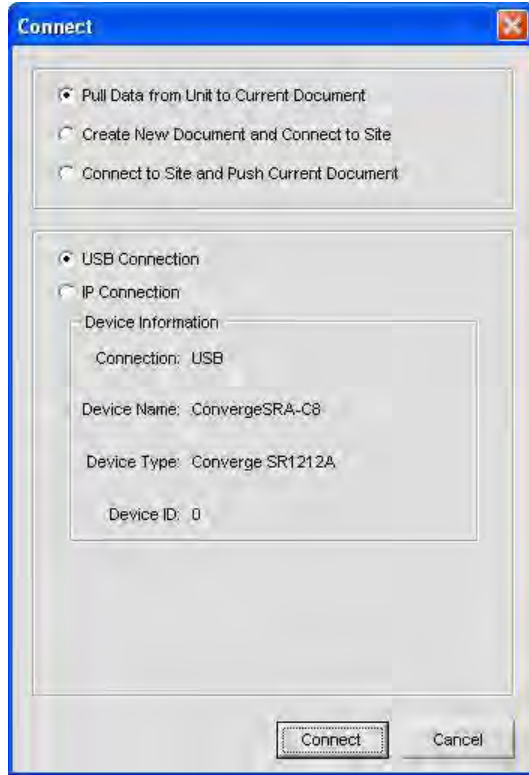 Connect
Pull Data from Unit to Current Document
Create New Document and Connect to Site
Connect to Site and Push Current Document
USB Connection
IP Connection
Device Information
Connection: USB
Device Name: ConvergeSRA-C8
Device Type: Converge SR1212A
Device ID: 0
Connect Cancel